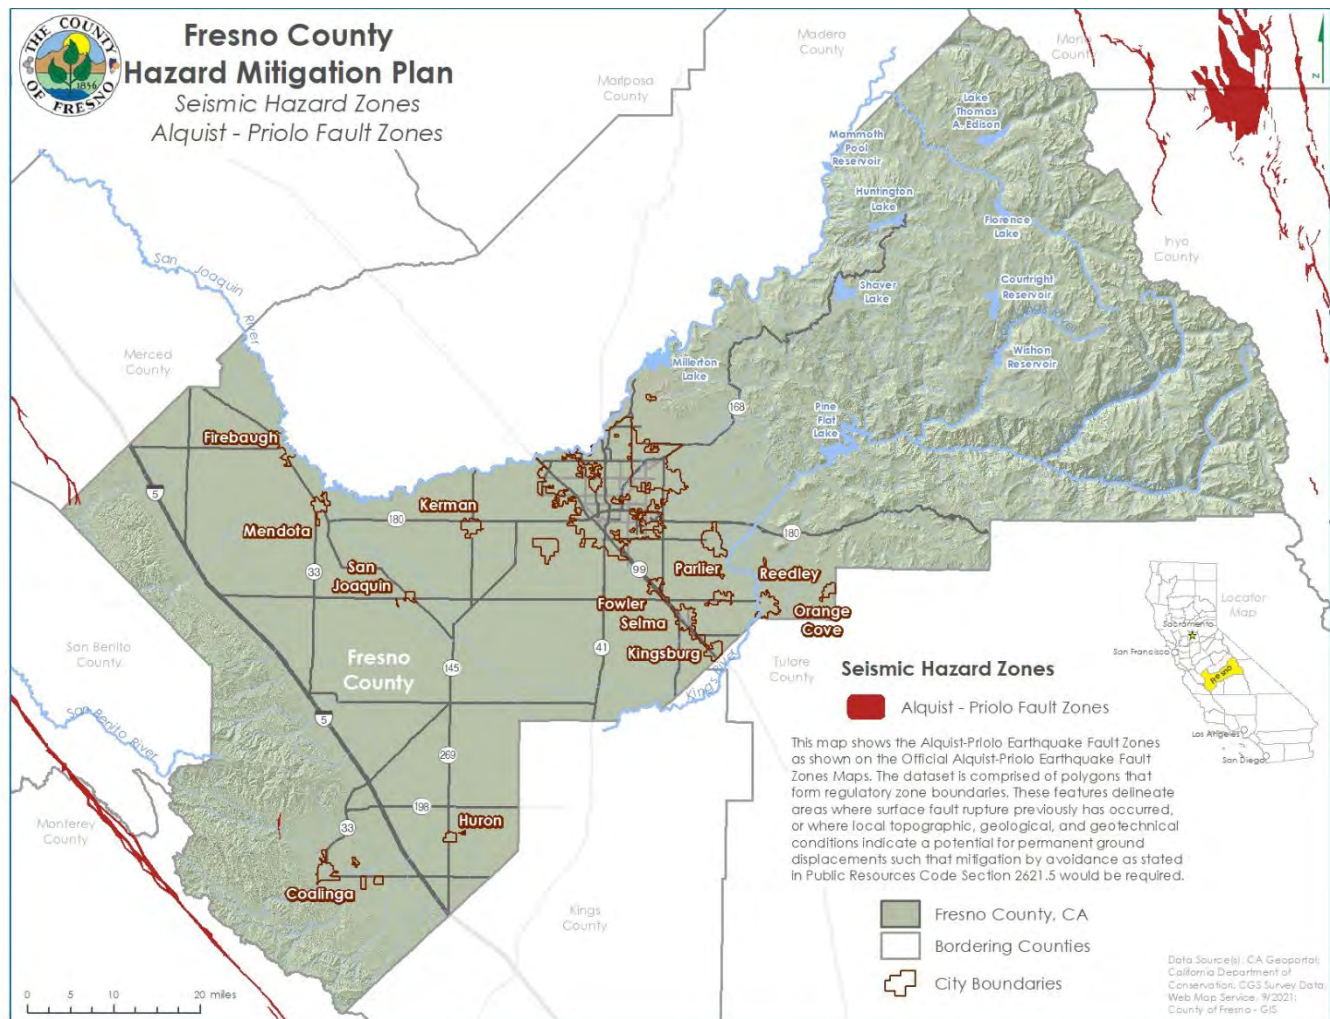 THE COUNTY
OF FRESNO
1856
Fresno County
Hazard Mitigation Plan
Seismic Hazard Zones
Alquist - Priolo Fault Zones
Madera
County
Mono
County
Mariposa
County
N
Lake
Thomas
A. Edison
Mammoth
Pool
Reservoir
Huntington
Lake
Florence
Lake
Inyo
County
San Joaquin
River
Courtright
Reservoir
Shaver
Lake
Wishon
Reservoir
Merced
County
Millerton
Lake
168
Pine
Flat
Lake
Firebaugh
5
Kerman
180
Mendota
180
33
San
Joaquin
99
Parlier
Reedley
Fowler
Orange
Cove
Selma
41
Kingsburg
San Benito
County
Fresno
County
145
Kings River
Tulare
County
San Benito River
5
269
198
33
Huron
Monterey
County
Coalinga
Kings
County
0 5 10 20 miles
Locator
Map
Sacramento
San Francisco
Fresno
Los Angeles
San Diego
Seismic Hazard Zones
Alquist - Priolo Fault Zones
This map shows the Alquist-Priolo Earthquake Fault Zones
as shown on the Official Alquist-Priolo Earthquake Fault
Zones Maps. The dataset is comprised of polygons that
form regulatory zone boundaries. These features delineate
areas where surface fault rupture previously has occurred,
or where local topographic, geological, and geotechnical
conditions indicate a potential for permanent ground
displacements such that mitigation by avoidance as stated
in Public Resources Code Section 2621.5 would be required.
Fresno County, CA
Bordering Counties
City Boundaries
Data Source(s): CA Geoportal;
California Department of
Conservation, CGS Survey Data,
Web Map Service, 9/2021;
County of Fresno - GIS